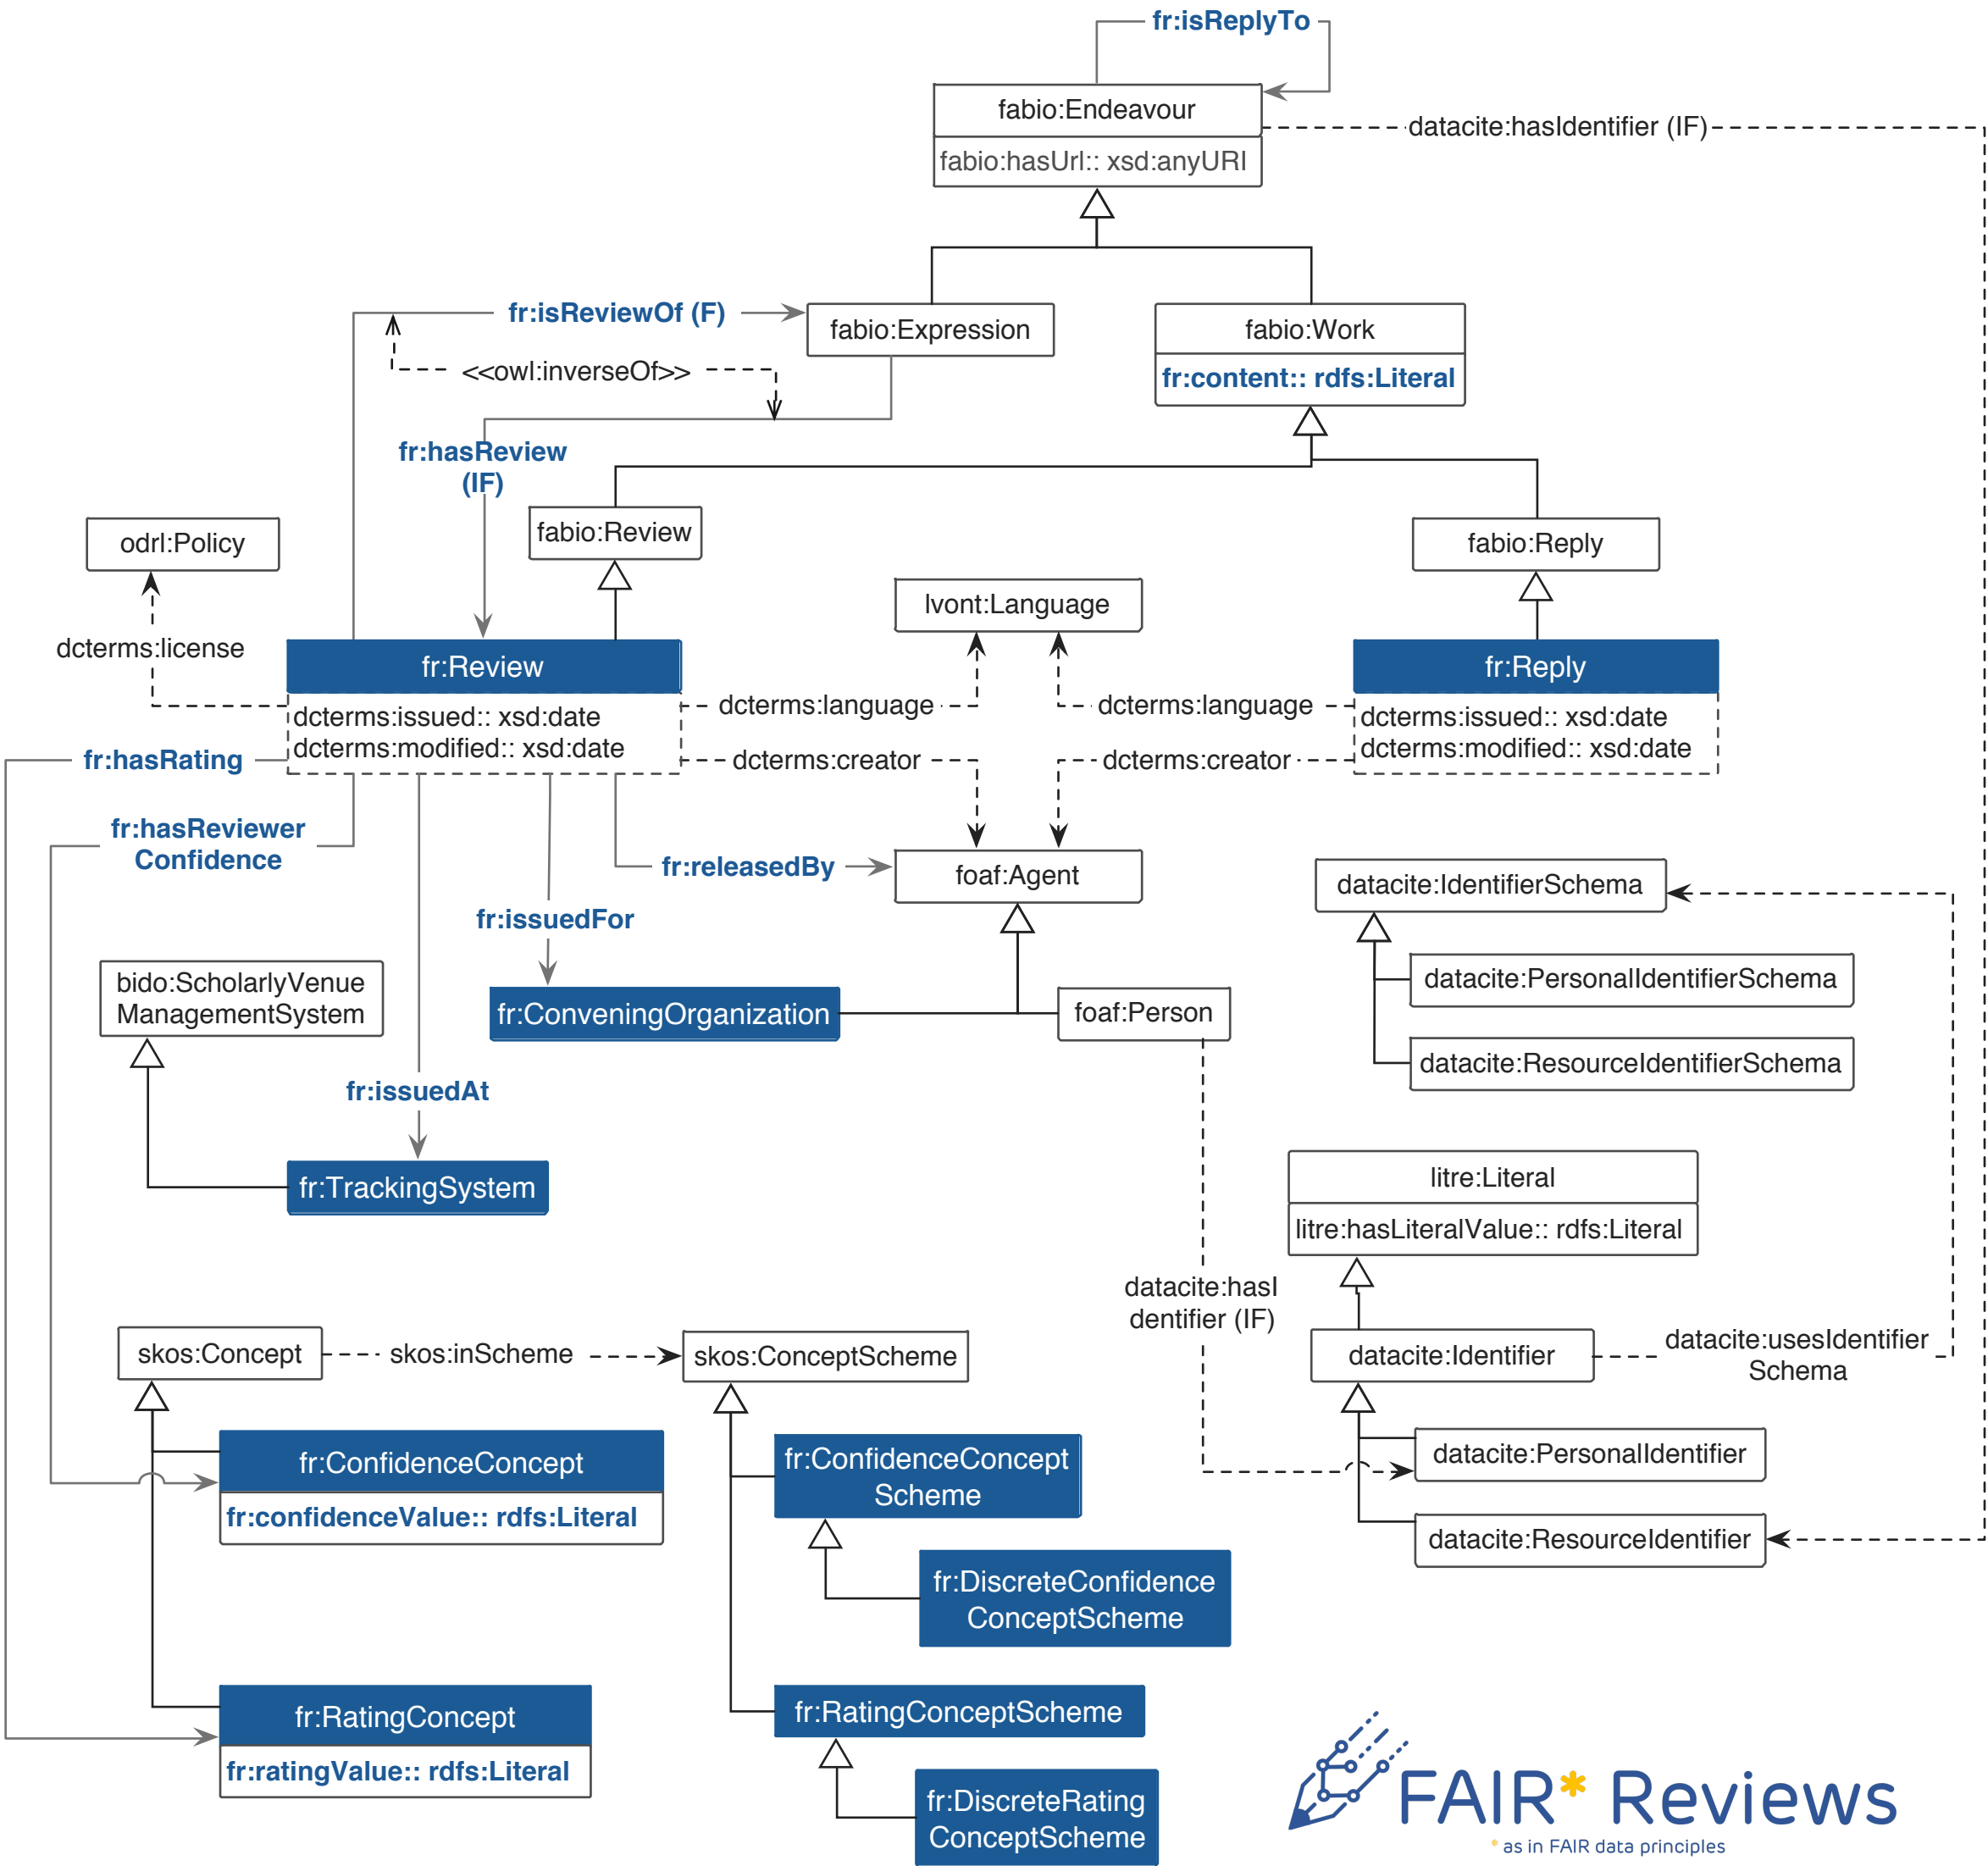 fr:isReplyTo
fabio:Endeavour
fabio:hasUrl:: xsd:anyURI
datacite:hasIdentifier (IF)
fr:isReviewOf (F)
fabio:Expression
fabio:Work
fr:content:: rdfs:Literal
<<owl:inverseOf>>
fr:hasReview
(IF)
odrl:Policy
fabio:Review
fabio:Reply
lvont:Language
dcterms:license
fr:Review
dcterms:issued:: xsd:date
dcterms:modified:: xsd:date
dcterms:language
dcterms:language
fr:Reply
dcterms:issued:: xsd:date
dcterms:modified:: xsd:date
fr:hasRating
dcterms:creator
dcterms:creator
fr:hasReviewer
Confidence
fr:releasedBy
foaf:Agent
datacite:IdentifierSchema
fr:issuedFor
bido:ScholarlyVenue
ManagementSystem
fr:ConveningOrganization
foaf:Person
datacite:PersonalIdentifierSchema
datacite:ResourceIdentifierSchema
fr:issuedAt
fr:TrackingSystem
litre:Literal
litre:hasLiteralValue:: rdfs:Literal
datacite:hasI
dentifier (IF)
skos:Concept
skos:inScheme
skos:ConceptScheme
datacite:Identifier
datacite:usesIdentifier
Schema
fr:ConfidenceConcept
fr:confidenceValue:: rdfs:Literal
fr:ConfidenceConcept
Scheme
datacite:PersonalIdentifier
datacite:ResourceIdentifier
fr:DiscreteConfidence
ConceptScheme
fr:RatingConcept
fr:ratingValue:: rdfs:Literal
fr:RatingConceptScheme
fr:DiscreteRating
ConceptScheme
FAIR* Reviews
* as in FAIR data principles